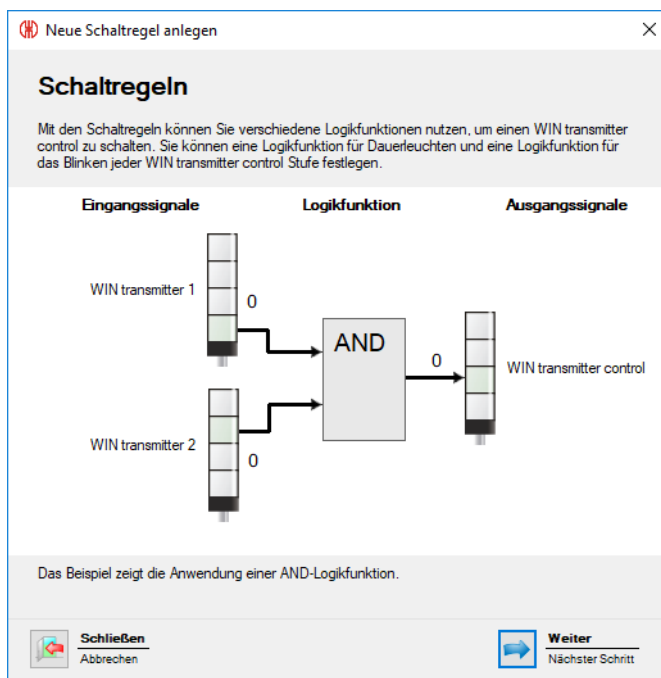 Neue Schaltregel anlegen
Schaltregeln
Mit den Schaltregeln können Sie verschiedene Logikfunktionen nutzen, um einen WIN transmitter
control zu schalten. Sie können eine Logikfunktion für Dauerleuchten und eine Logikfunktion für
das Blinken jeder WIN transmitter control Stufe festlegen.
Eingangssignale Logikfunktion Ausgangssignale
WIN transmitter 1
0
AND
0
WIN transmitter control
WIN transmitter 2
0
Das Beispiel zeigt die Anwendung einer AND-Logikfunktion.
Schließen
Abbrechen
Weiter
Nächster Schritt